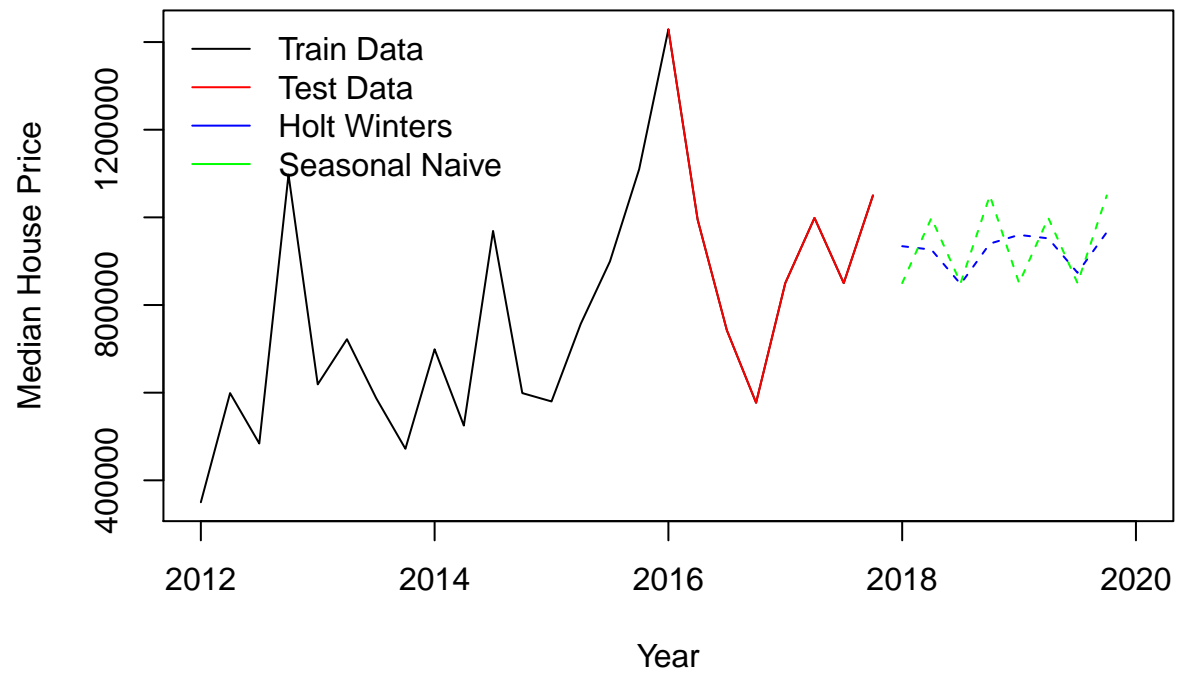 Train Data
Test Data
Holt Winters
Seasonal Naive
Median House Price
1200000
800000
400000
2012 2014 2016 2018 2020
Year